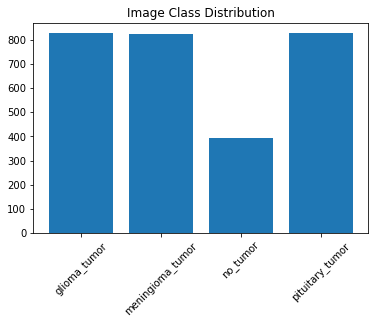 Image Class Distribution
800
700
600
500
400
300
200
100
0
glioma_tumor
meningioma_tumor
no_tumor
pituitary_tumor